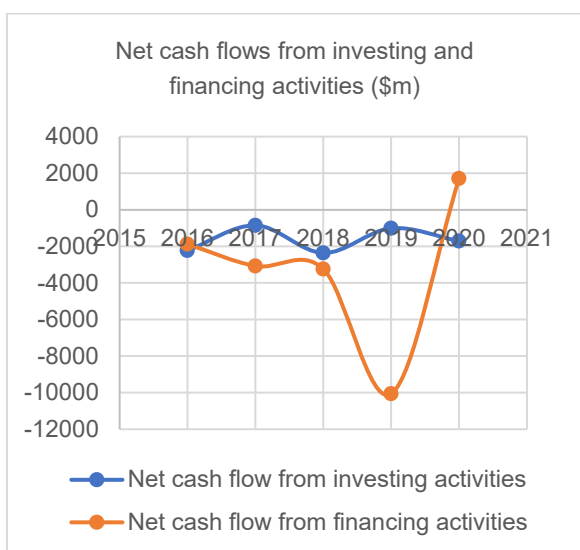 Net cash flows from investing and
financing activities ($m)
4000
2000
0
2015 2016 2017 2018 2019 2020 2021
-2000
-4000
-6000
-8000
-10000
-12000
Net cash flow from investing activities
Net cash flow from financing activities